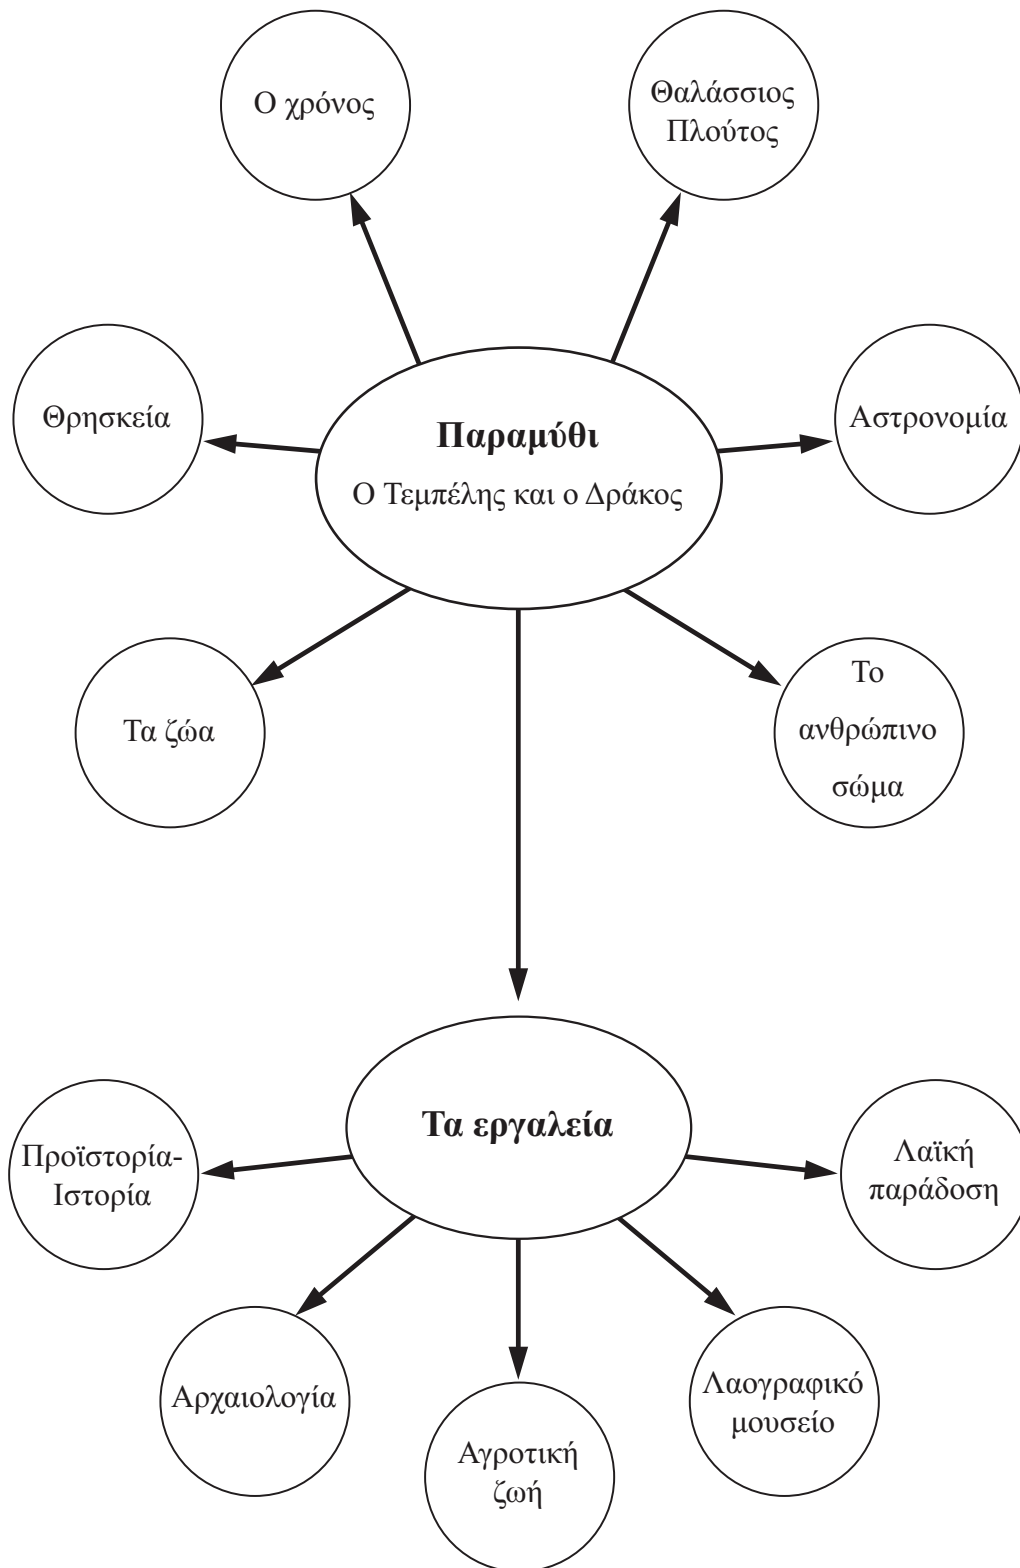 Ο χρόνος
Θαλάσσιος
Πλούτος
Θρησκεία
Παραμύθι
Ο Τεμπέλης και ο Δράκος
Αστρονομία
Τα ζώα
Το
ανθρώπινο
σώμα
Τα εργαλεία
Προϊστορία-
Ιστορία
Λαϊκή
παράδοση
Αρχαιολογία
Λαογραφικό
μουσείο
Αγροτική
ζωή